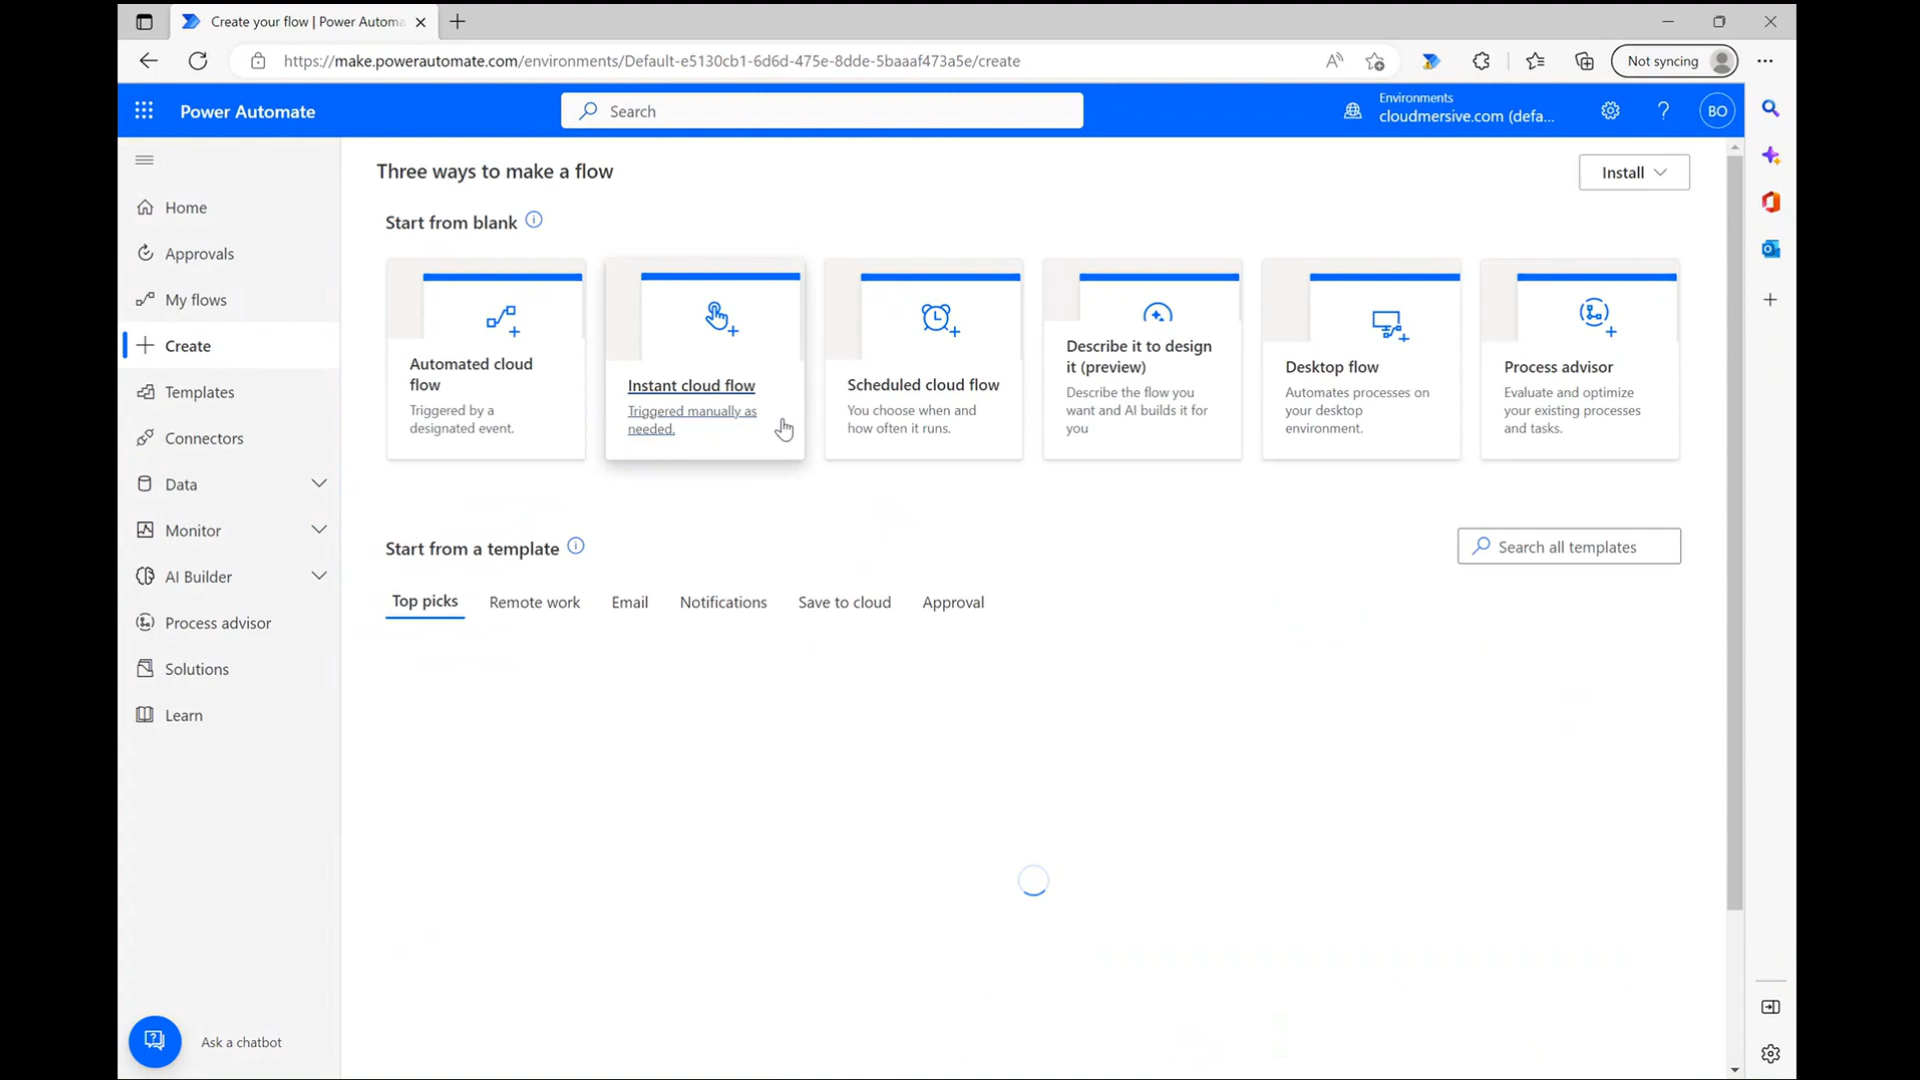 Create your flow | Power Automa
https://make.powerautomate.com/environments/Default-e5130cb1-6d6d-475e-8dde-5baaaf473a5e/create
Not syncing
Power Automate
Search
Environments
cloudmersive.com (defa...
?
BO
Home
Approvals
My flows
Create
Templates
Connectors
Data
Monitor
AI Builder
Process advisor
Solutions
Learn
Ask a chatbot
Three ways to make a flow
Install
Start from blank
Automated cloud
flow
Triggered by a
designated event.
Instant cloud flow
Triggered manually as
needed.
Scheduled cloud flow
You choose when and
how often it runs.
Describe it to design
it (preview)
Describe the flow you
want and AI builds it for
you
Desktop flow
Automates processes on
your desktop
environment.
Process advisor
Evaluate and optimize
your existing processes
and tasks.
Start from a template
Search all templates
Top picks
Remote work
Email
Notifications
Save to cloud
Approval